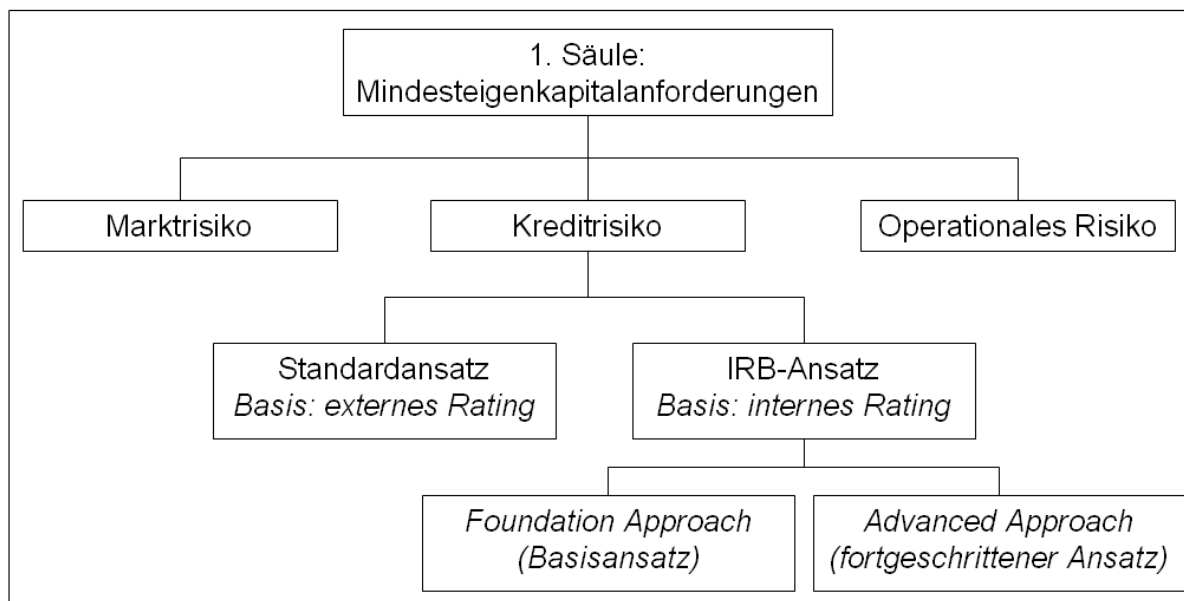 1. Säule:
Mindesteigenkapitalanforderungen
Marktrisiko
Kreditrisiko
Operationales Risiko
Standardansatz
Basis: externes Rating
IRB-Ansatz
Basis: internes Rating
Foundation Approach
(Basisansatz)
Advanced Approach
(fortgeschrittener Ansatz)